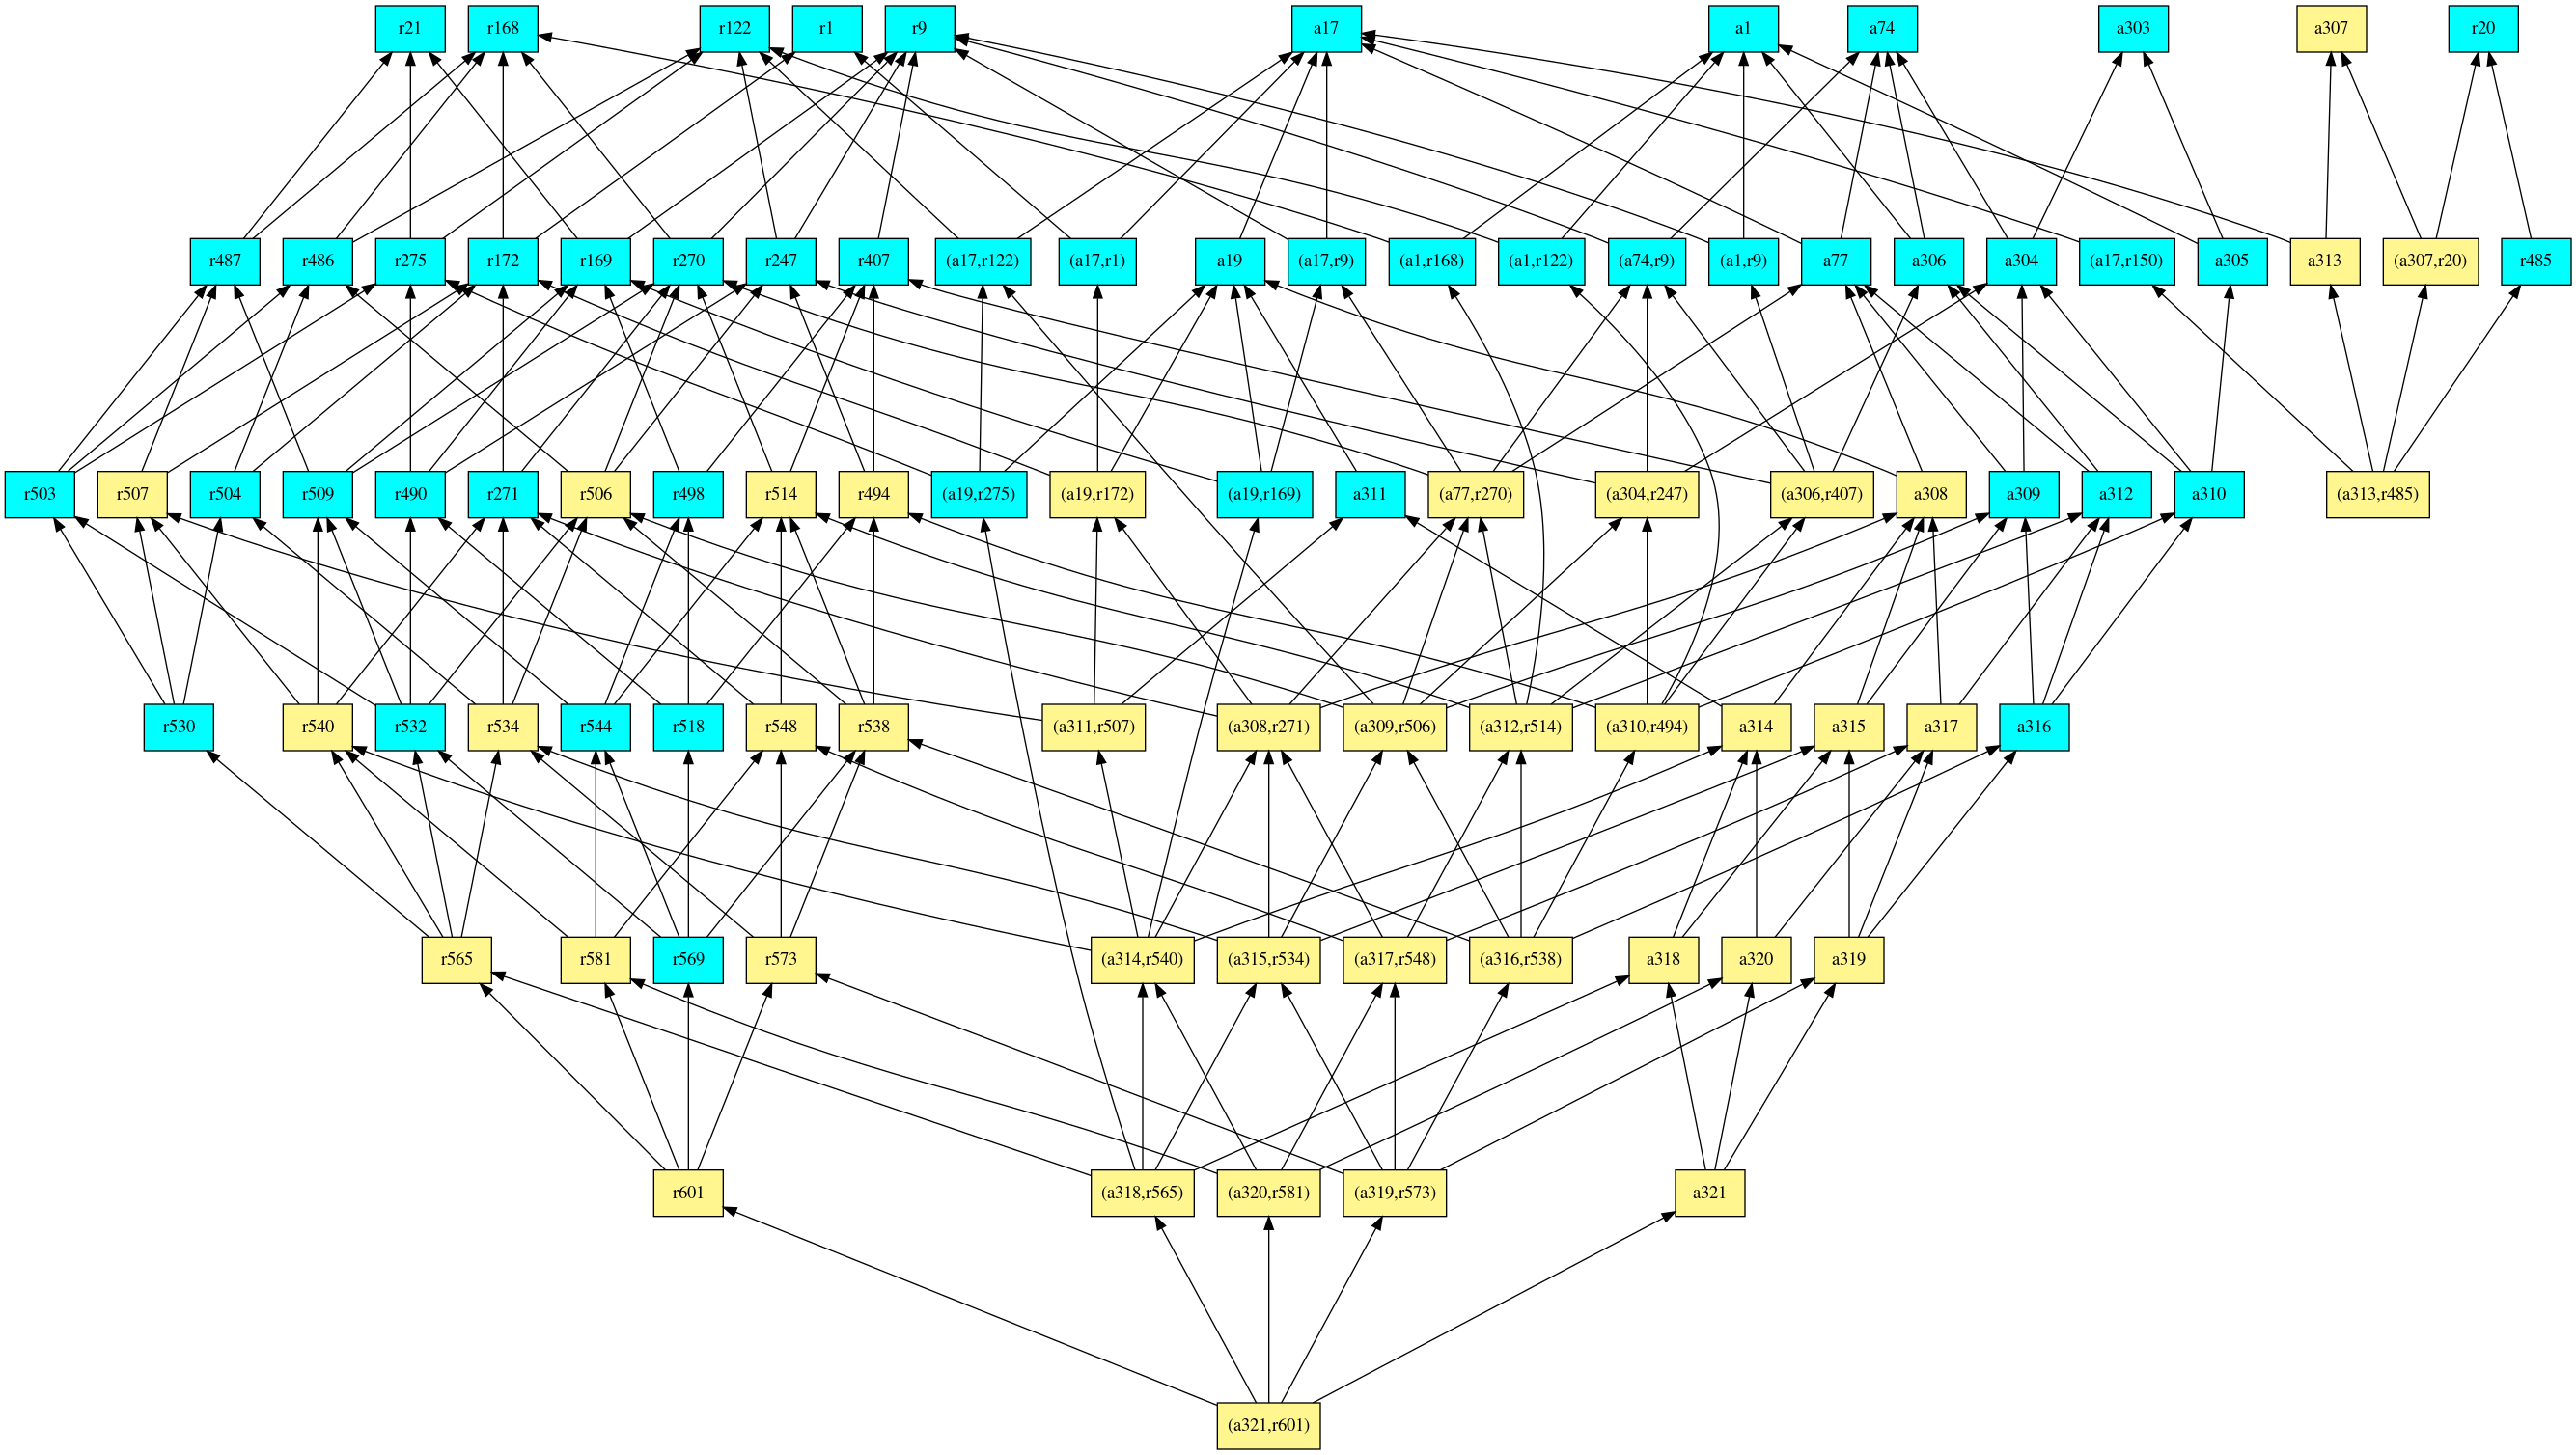 r21 r168 r122 r1 r9 a17 a1 a74 a303 a307 r20
r487 r486 r275 r172 r169 r270 r247 r407 (a17,r122) (a17,r1) a19 (a17,r9) (a1,r168) (a1,r122) (a74,r9) (a1,r9) a77 a306 a304 (a17,r150) a305 a313 (a307,r20) r485
r503 r507 r504 r509 r490 r271 r506 r498 r514 r494 (a19,r275) (a19,r172) (a19,r169) a311 (a77,r270) (a304,r247) (a306,r407) a308 a309 a312 a310 (a313,r485)
r530 r540 r532 r534 r544 r518 r548 r538 (a311,r507) (a308,r271) (a309,r506) (a312,r514) (a310,r494) a314 a315 a317 a316
r565 r581 r569 r573 (a314,r540) (a315,r534) (a317,r548) (a316,r538) a318 a320 a319
r601 (a318,r565) (a320,r581) (a319,r573) a321
(a321,r601)